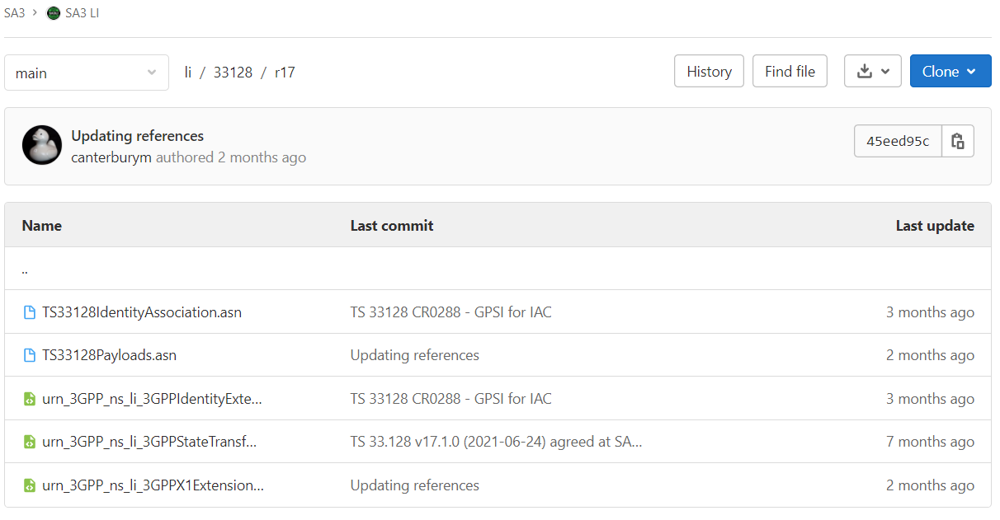 SA3 > SA3 LI
main li / 33128 / r17 History Find file Clone
Updating references
canterburym authored 2 months ago 45eed95c
Name Last commit Last update
..
TS33128IdentityAssociation.asn TS 33128 CR0288 - GPSI for IAC 3 months ago
TS33128Payloads.asn Updating references 2 months ago
urn_3GPP_ns_li_3GPPIdentityExte... TS 33128 CR0288 - GPSI for IAC 3 months ago
urn_3GPP_ns_li_3GPPStateTransf... TS 33.128 v17.1.0 (2021-06-24) agreed at SA... 7 months ago
urn_3GPP_ns_li_3GPPX1Extension... Updating references 2 months ago